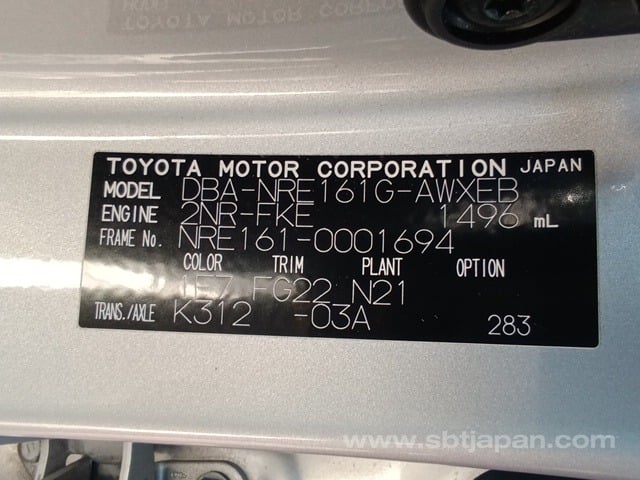 TOYOTA MOTOR CORPORATION JAPAN
MODEL DBA-NRE161G-AWXEB
ENGINE 2NR-FKE 1496 mL
FRAME No. NRE161-0001694
COLOR TRIM PLANT OPTION
1F7 FG22 N21
TRANS./AXLE K312 -03A 283
www.sbtjapan.com